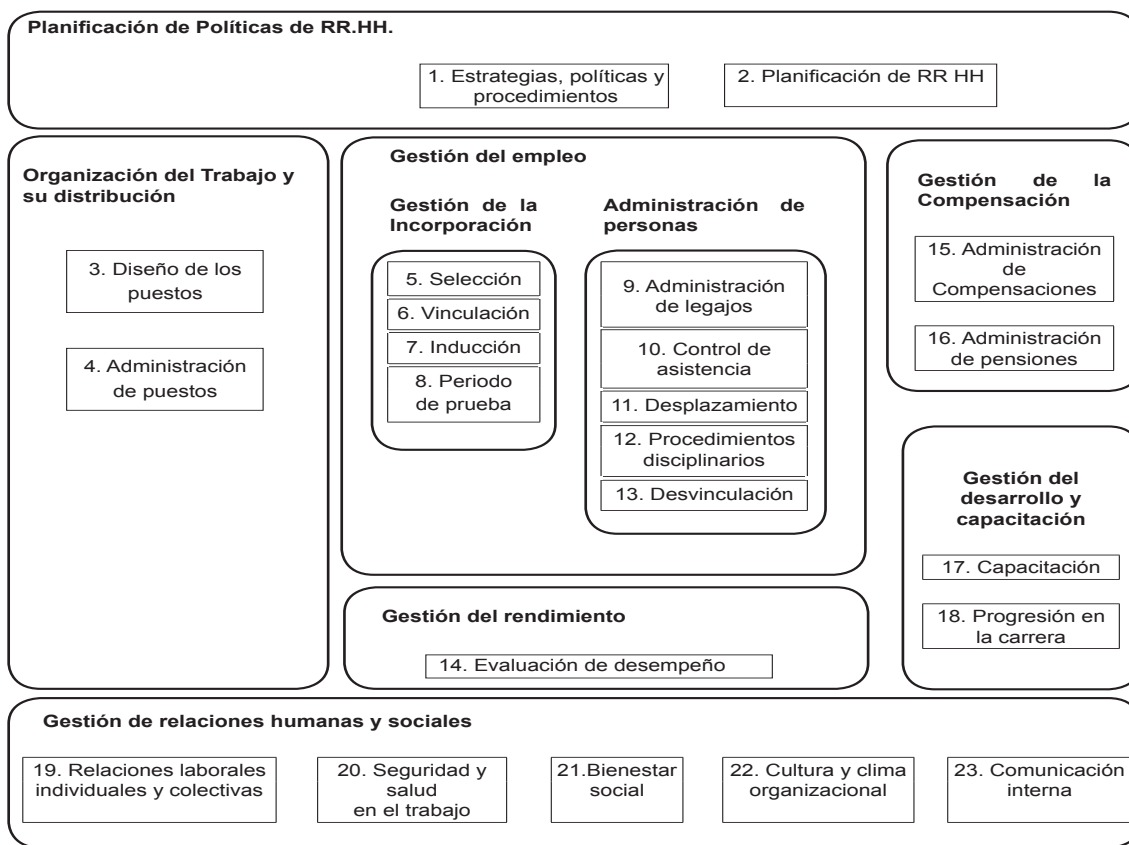 Planificación de Políticas de RR.HH.
1. Estrategias, políticas y
procedimientos
2. Planificación de RR HH
Organización del Trabajo y
su distribución
3. Diseño de los
puestos
4. Administración
de puestos
Gestión del empleo
Gestión de la
Incorporación
5. Selección
6. Vinculación
7. Inducción
8. Periodo
de prueba
Administración de
personas
9. Administración
de legajos
10. Control de
asistencia
11. Desplazamiento
12. Procedimientos
disciplinarios
13. Desvinculación
Gestión del rendimiento
14. Evaluación de desempeño
Gestión de la
Compensación
15. Administración
de
Compensaciones
16. Administración
de pensiones
Gestión del
desarrollo y
capacitación
17. Capacitación
18. Progresión en
la carrera
Gestión de relaciones humanas y sociales
19. Relaciones laborales
individuales y colectivas
20. Seguridad y
salud
en el trabajo
21.Bienestar
social
22. Cultura y clima
organizacional
23. Comunicación
interna